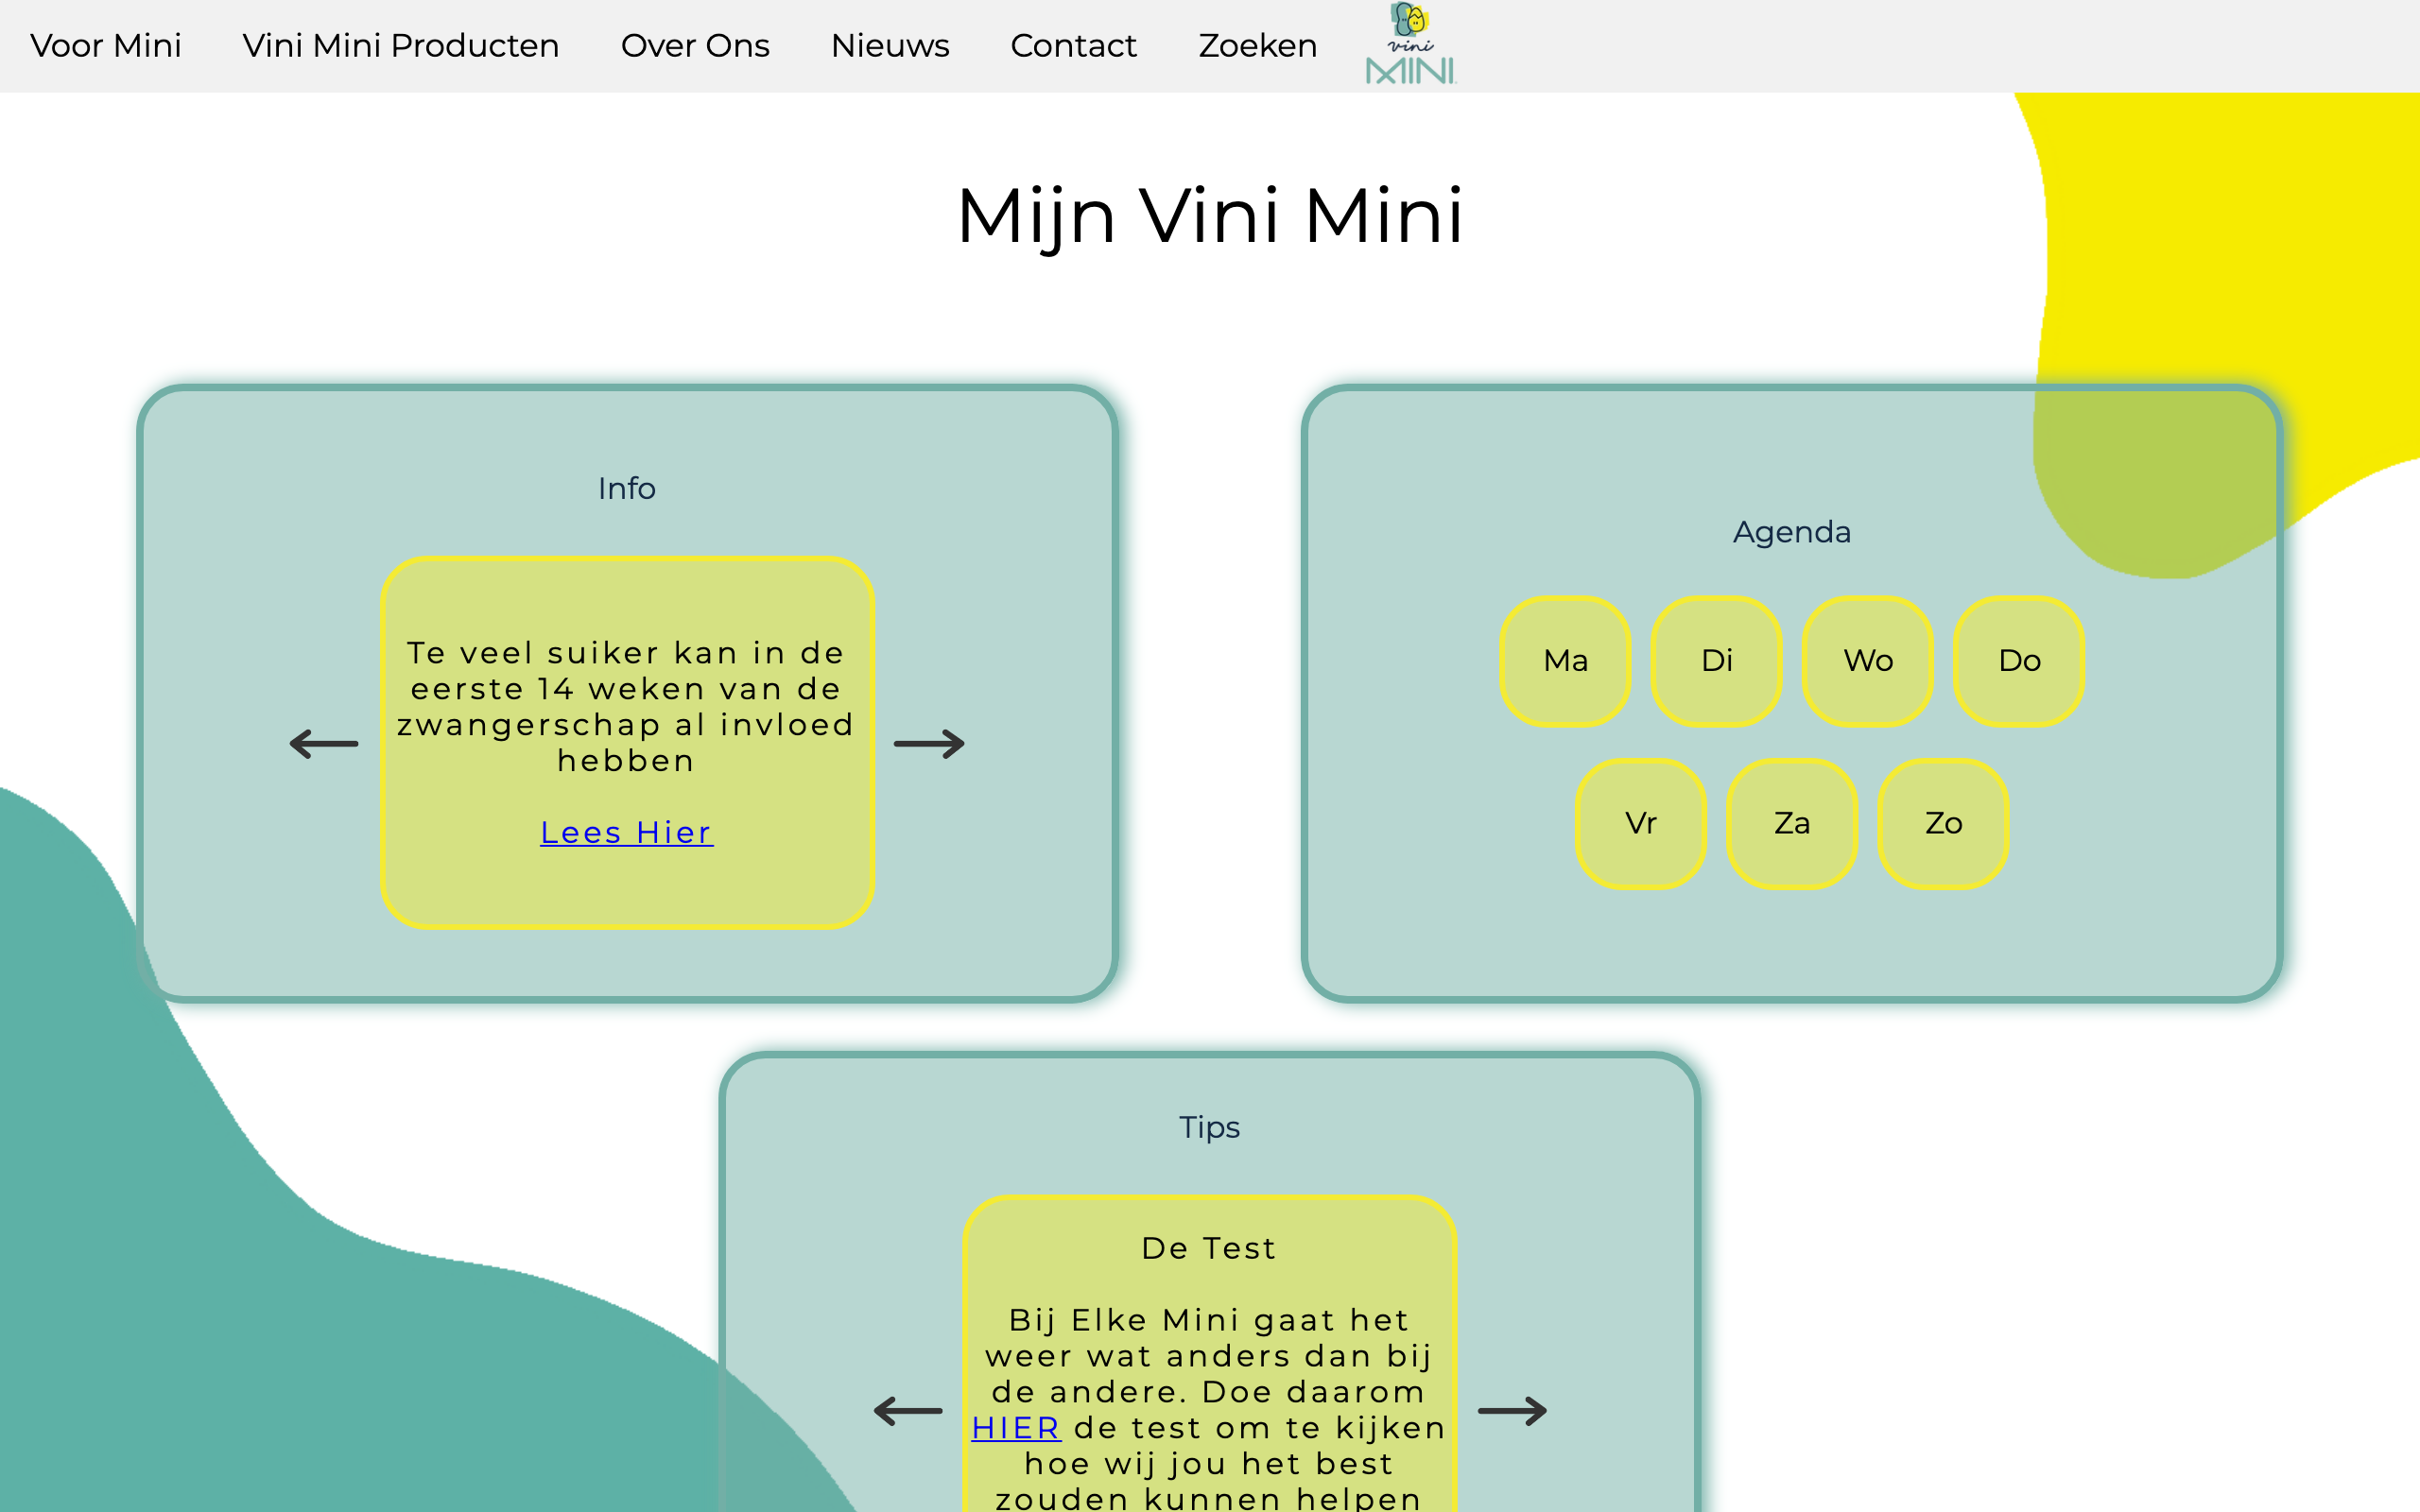 Voor Mini Vini Mini Producten Over Ons Nieuws Contact Zoeken
vini
MINI
Mijn Vini Mini
Info
Te veel suiker kan in de
eerste 14 weken van de
zwangerschap al invloed
hebben
Lees Hier
Agenda
Ma Di Wo Do
Vr Za Zo
Tips
De Test
Bij Elke Mini gaat het
weer wat anders dan bij
de andere. Doe daarom
HIER de test om te kijken
hoe wij jou het best
zouden kunnen helpen